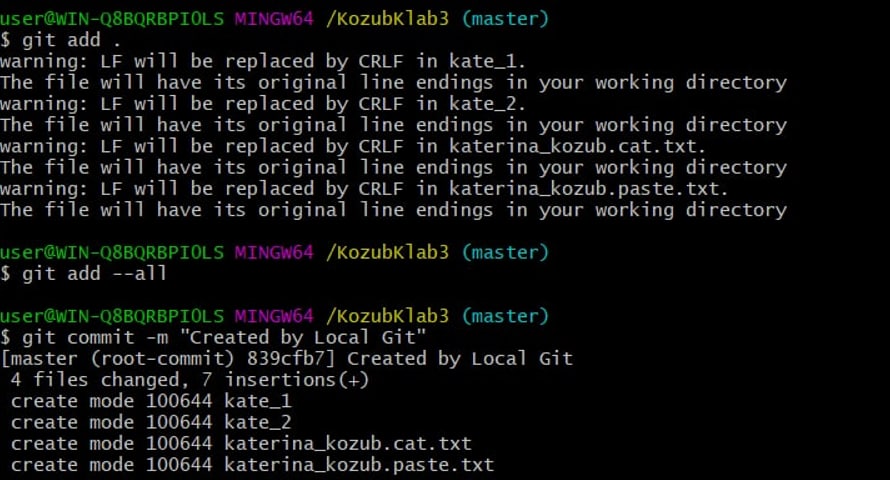 user@WIN-Q8BQRBPIOLS MINGW64 /KozubKlab3 (master)
$ git add .
warning: LF will be replaced by CRLF in kate_1.
The file will have its original line endings in your working directory
warning: LF will be replaced by CRLF in kate_2.
The file will have its original line endings in your working directory
warning: LF will be replaced by CRLF in katerina_kozub.cat.txt.
The file will have its original line endings in your working directory
warning: LF will be replaced by CRLF in katerina_kozub.paste.txt.
The file will have its original line endings in your working directory
user@WIN-Q8BQRBPIOLS MINGW64 /KozubKlab3 (master)
$ git add --all
user@WIN-Q8BQRBPIOLS MINGW64 /KozubKlab3 (master)
$ git commit -m "Created by Local Git"
[master (root-commit) 839cfb7] Created by Local Git
4 files changed, 7 insertions(+)
create mode 100644 kate_1
create mode 100644 kate_2
create mode 100644 katerina_kozub.cat.txt
create mode 100644 katerina_kozub.paste.txt